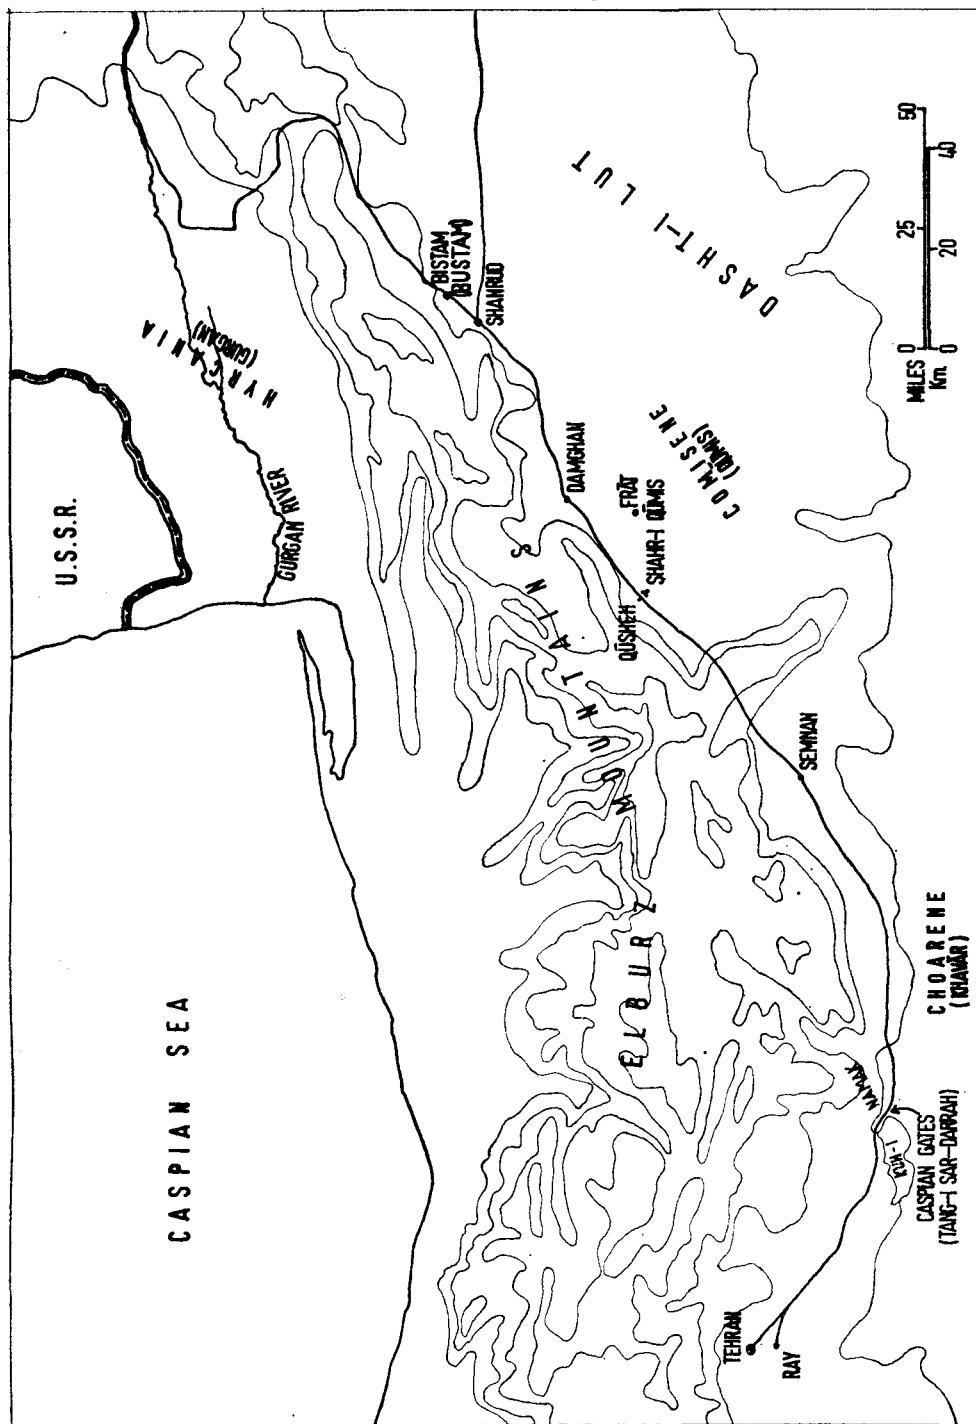 U.S.S.R.
CASPIAN SEA
HYRCANIA
(GURGAN)
GURGAN RIVER
ELBURZ MOUNTAINS
BISTAM
(BUSTAM)
SHAHRUD
DASHT-I LUT
DAMGHAN
FRĀT
SHAHR-I QŪMIS
QŪSHEH
COMISENE
(QŪMIS)
SEMNAN
CHOARENE
(KHAVĀR)
KUH-I NAMAK
CASPIAN GATES
(TANG-I SAR-DARRAH)
TEHRAN
RAY
MILES 0 25 50
Km. 0 20 40